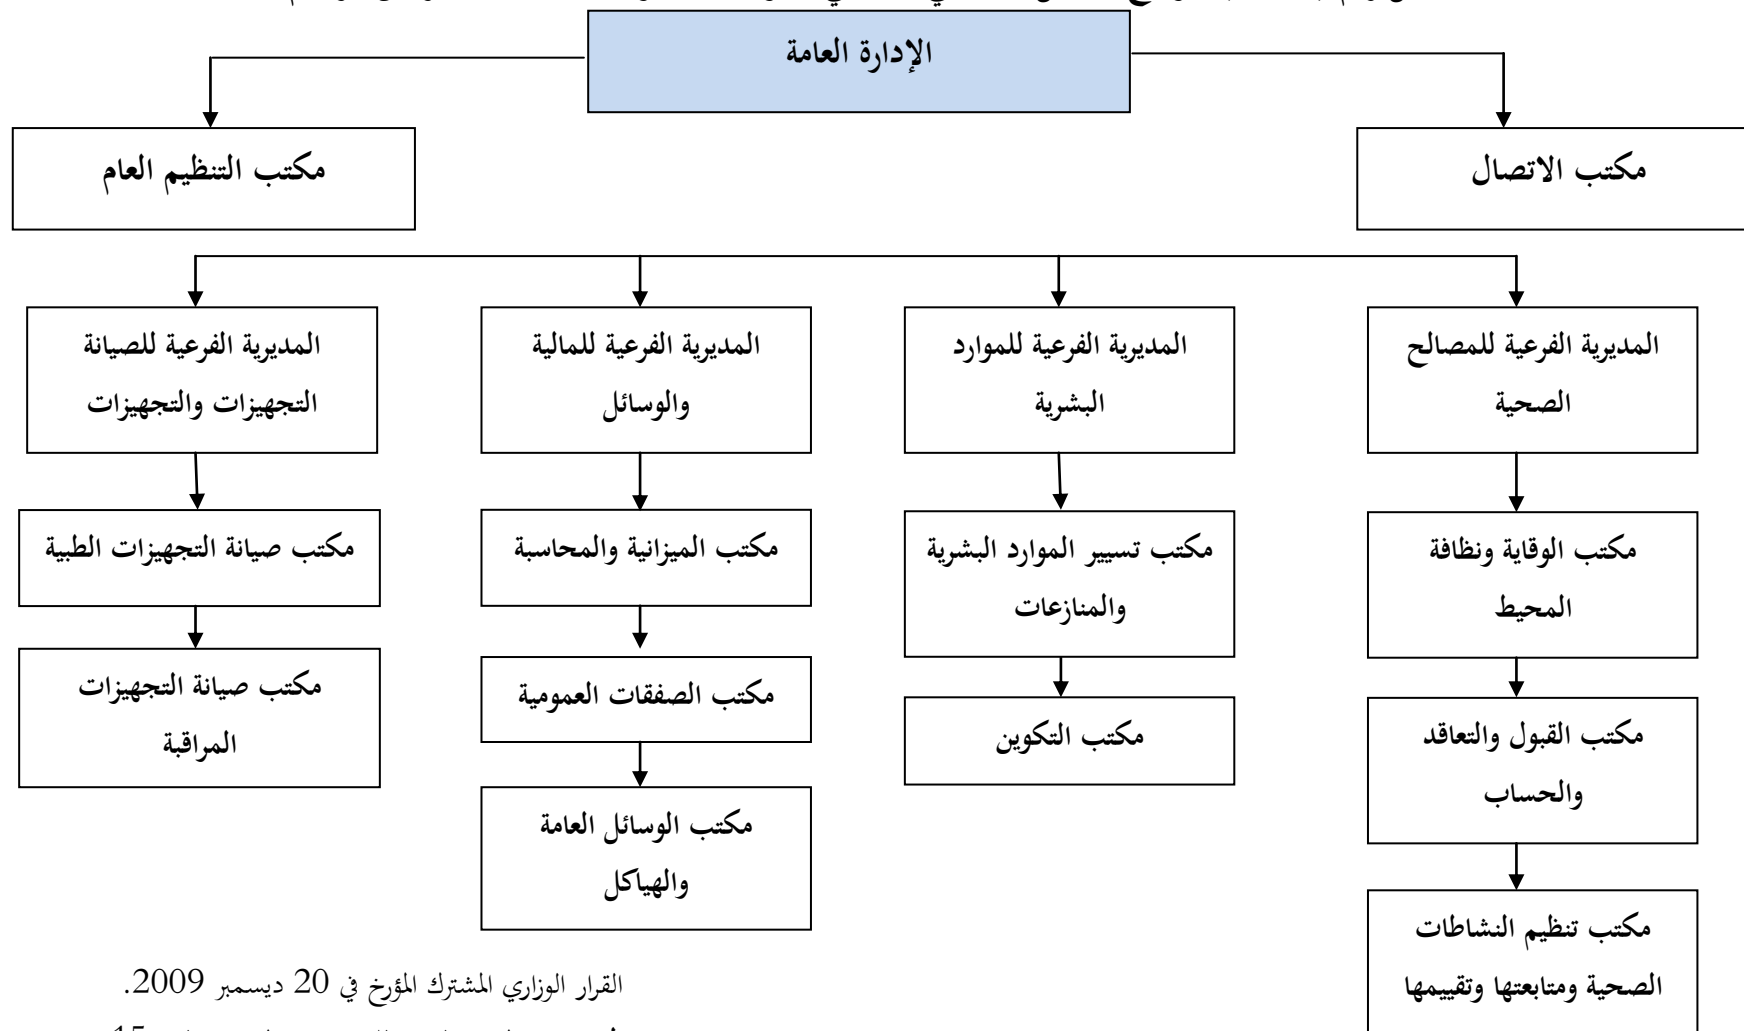 الإدارة العامة
مكتب الاتصال
مكتب التنظيم العام
المديرية الفرعية للمصالح
الصحية
المديرية الفرعية للموارد
البشرية
المديرية الفرعية للمالية
والوسائل
المديرية الفرعية للصيانة
التجهيزات والتجهيزات
مكتب الوقاية ونظافة
المحيط
مكتب تسيير الموارد البشرية
والمنازعات
مكتب الميزانية والمحاسبة
مكتب صيانة التجهيزات الطبية
مكتب القبول والتعاقد
والحساب
مكتب التكوين
مكتب الصفقات العمومية
مكتب صيانة التجهيزات
المراقبة
مكتب الوسائل العامة
والهياكل
مكتب تنظيم النشاطات
الصحية ومتابعتها وتقييمها
القرار الوزاري المشترك المؤرخ في 20 ديسمبر 2009.